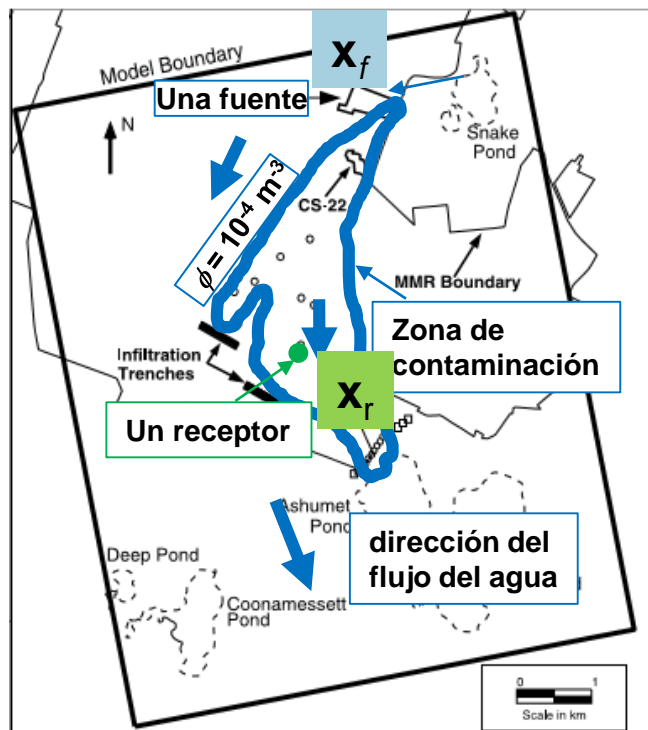 x_f
Model Boundary
Una fuente
N
Snake
Pond
CS-22
ϕ = 10⁻⁴ m⁻³
MMR Boundary
Zona de
contaminación
Infiltration
Trenches
x_r
Un receptor
Ashumet
Pond
dirección del
flujo del agua
Deep Pond
Coonamessett
Pond
0 1
Scale in km